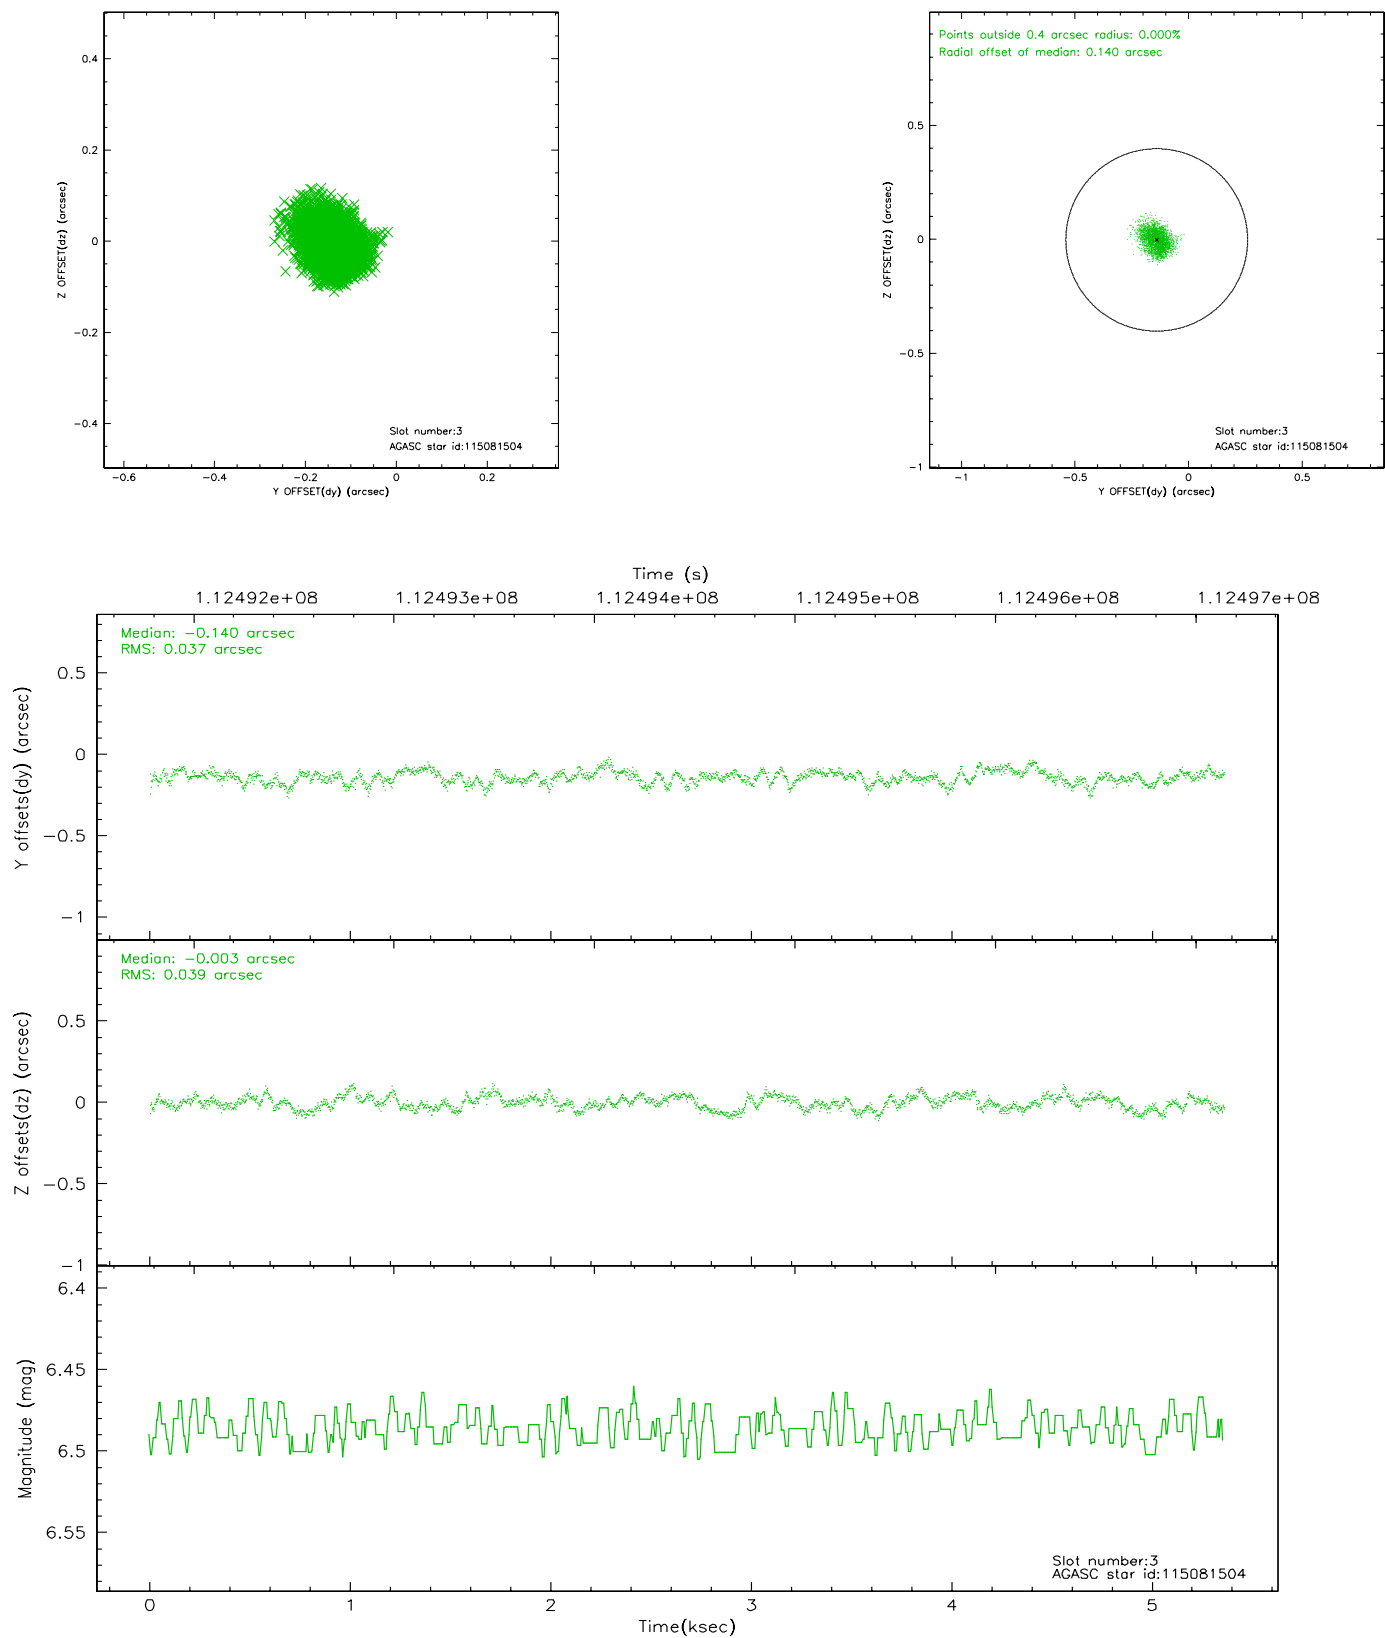 0.4
0.2
0
−0.2
−0.4
Z OFFSET(dz) (arcsec)
Slot number:3
AGASC star id:115081504
−0.6 −0.4 −0.2 0 0.2
Y OFFSET(dy) (arcsec)
Points outside 0.4 arcsec radius: 0.000%
Radial offset of median: 0.140 arcsec
0.5
0
−0.5
−1
Z OFFSET(dz) (arcsec)
Slot number:3
AGASC star id:115081504
−1 −0.5 0 0.5
Y OFFSET(dy) (arcsec)
Time (s)
1.12492e+08 1.12493e+08 1.12494e+08 1.12495e+08 1.12496e+08 1.12497e+08
Median: −0.140 arcsec
RMS: 0.037 arcsec
0.5
0
−0.5
−1
Y offsets(dy) (arcsec)
Median: −0.003 arcsec
RMS: 0.039 arcsec
0.5
0
−0.5
−1
Z offsets(dz) (arcsec)
6.4
6.45
6.5
6.55
Magnitude (mag)
Slot number:3
AGASC star id:115081504
0 1 2 3 4 5
Time(ksec)